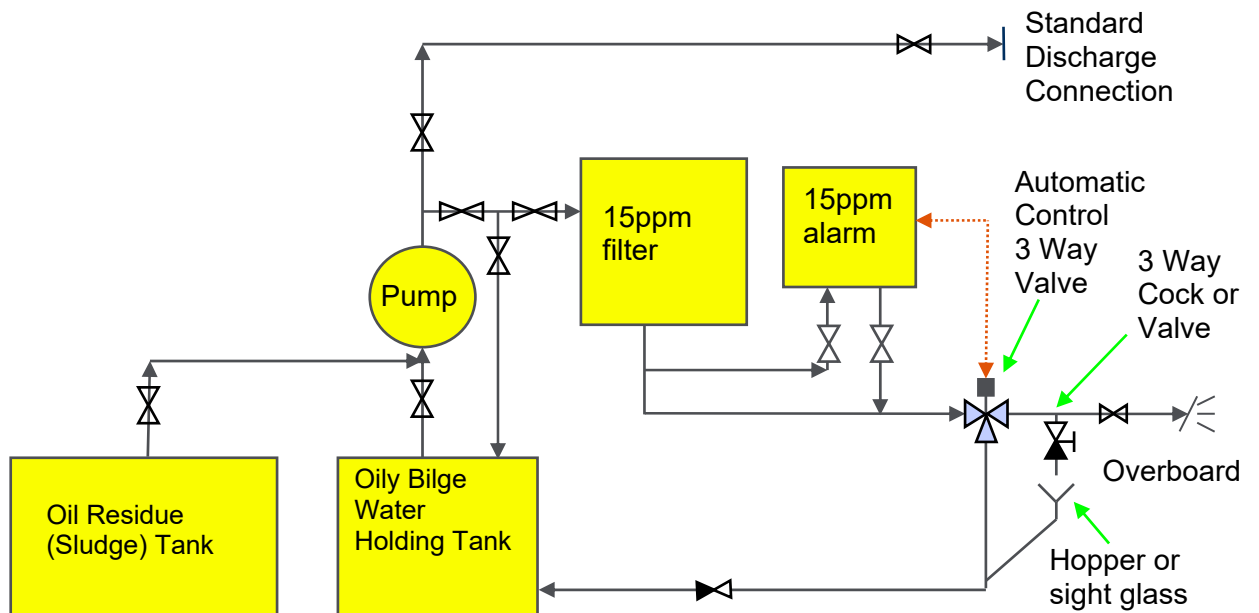 Standard
Discharge
Connection
15ppm
filter
15ppm
alarm
Automatic
Control
3 Way
Valve
3 Way
Cock or
Valve
Pump
Oil Residue
(Sludge) Tank
Oily Bilge
Water
Holding Tank
Overboard
Hopper or
sight glass